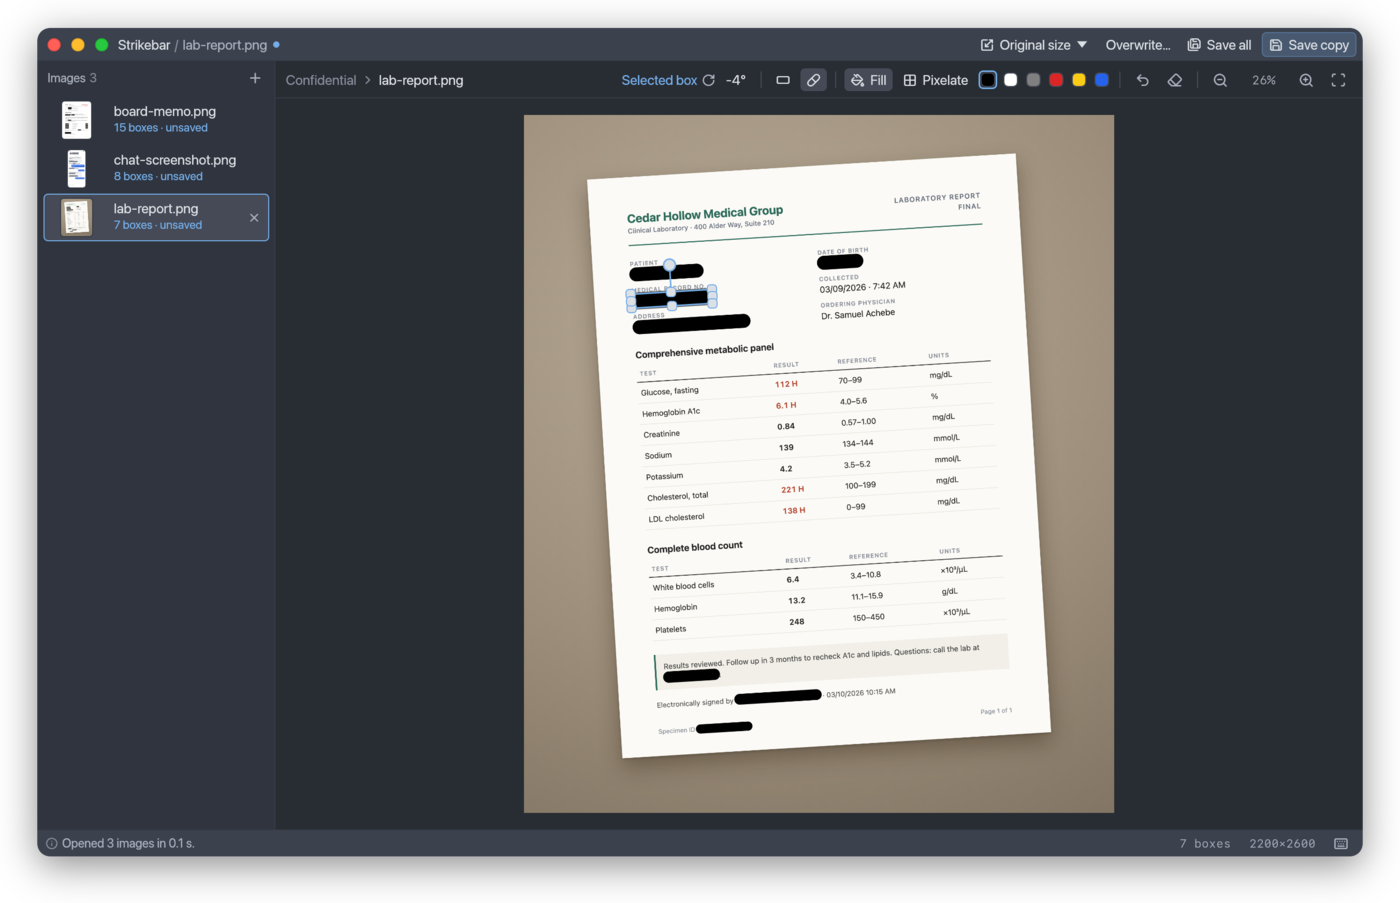 Strikebar / lab-report.png
Original size
Overwrite...
Save all
Save copy
Images 3
board-memo.png
15 boxes · unsaved
chat-screenshot.png
8 boxes · unsaved
lab-report.png
7 boxes · unsaved
Confidential > lab-report.png
Selected box -4°
Fill
Pixelate
26%
Cedar Hollow Medical Group
Clinical Laboratory · 400 Alder Way, Suite 210
LABORATORY REPORT
FINAL
PATIENT
MEDICAL RECORD NO.
ADDRESS
DATE OF BIRTH
COLLECTED
03/09/2026 · 7:42 AM
ORDERING PHYSICIAN
Dr. Samuel Achebe
Comprehensive metabolic panel
TEST RESULT REFERENCE UNITS
Glucose, fasting 112 H 70–99 mg/dL
Hemoglobin A1c 6.1 H 4.0–5.6 %
Creatinine 0.84 0.57–1.00 mg/dL
Sodium 139 134–144 mmol/L
Potassium 4.2 3.5–5.2 mmol/L
Cholesterol, total 221 H 100–199 mg/dL
LDL cholesterol 138 H 0–99 mg/dL
Complete blood count
TEST RESULT REFERENCE UNITS
White blood cells 6.4 3.4–10.8 ×10³/µL
Hemoglobin 13.2 11.1–15.9 g/dL
Platelets 248 150–450 ×10³/µL
Results reviewed. Follow up in 3 months to recheck A1c and lipids. Questions: call the lab at
Electronically signed by · 03/10/2026 10:15 AM
Specimen ID
Page 1 of 1
Opened 3 images in 0.1 s.
7 boxes 2200×2600